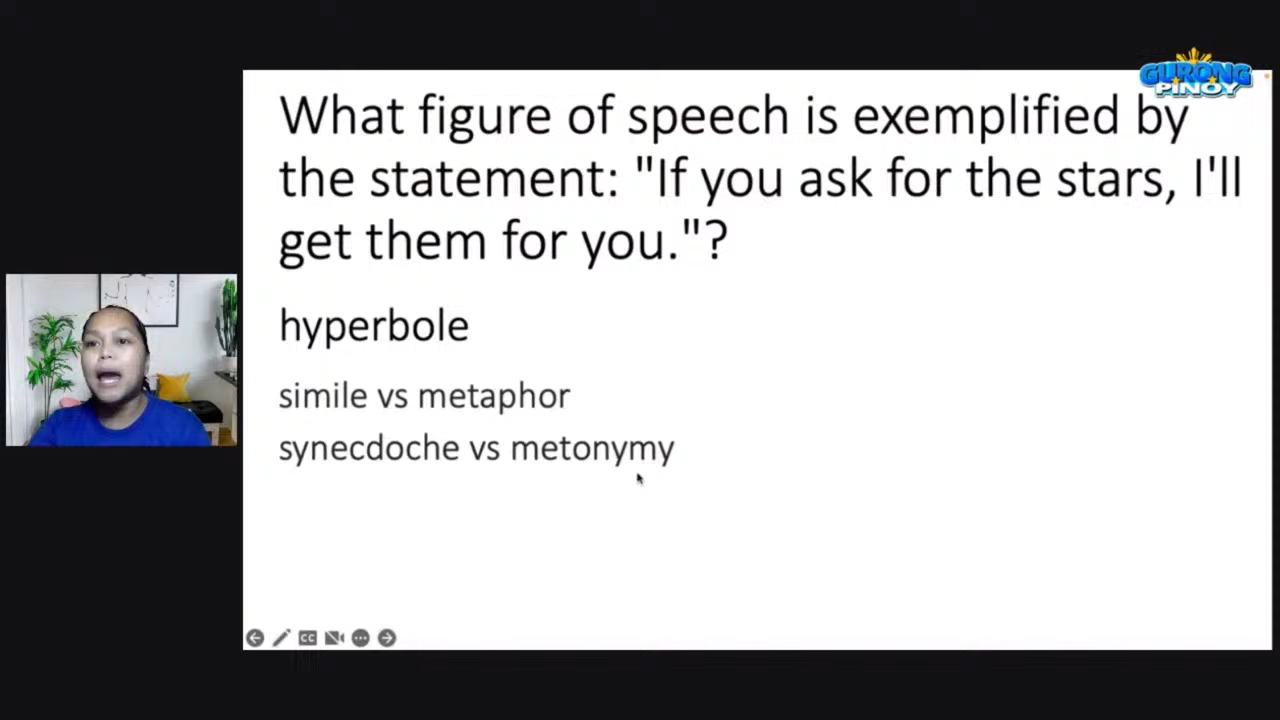 GURONG
PINOY
What figure of speech is exemplified by
the statement: "If you ask for the stars, I'll
get them for you."?
hyperbole
simile vs metaphor
synecdoche vs metonymy
CC